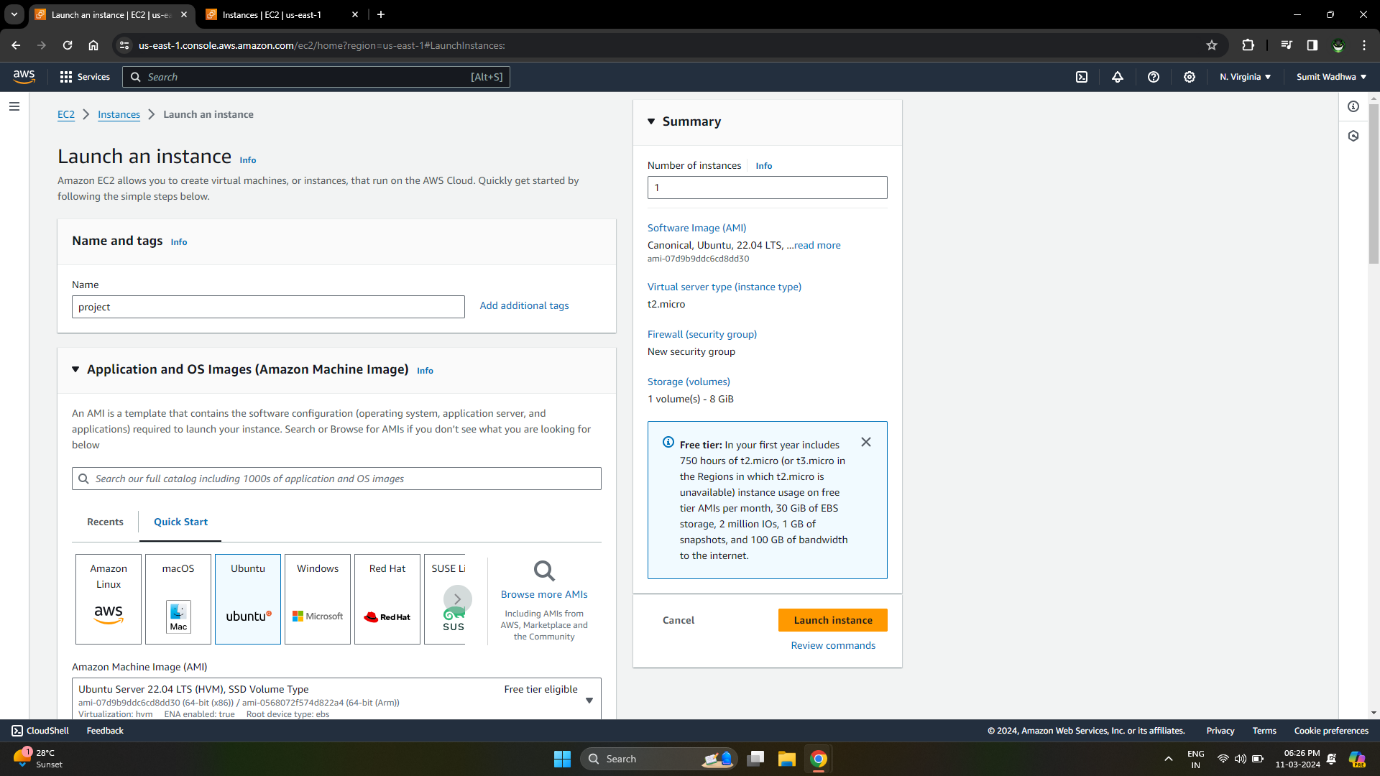 Launch an instance | EC2 | us-e
Instances | EC2 | us-east-1
us-east-1.console.aws.amazon.com/ec2/home?region=us-east-1#LaunchInstances:
aws
Services
Search
[Alt+S]
N. Virginia
Sumit Wadhwa
EC2
Instances
Launch an instance
Launch an instance Info
Amazon EC2 allows you to create virtual machines, or instances, that run on the AWS Cloud. Quickly get started by
following the simple steps below.
Name and tags Info
Name
project
Add additional tags
Application and OS Images (Amazon Machine Image) Info
An AMI is a template that contains the software configuration (operating system, application server, and
applications) required to launch your instance. Search or Browse for AMIs if you don't see what you are looking for
below
Search our full catalog including 1000s of application and OS images
Recents
Quick Start
Amazon
Linux
aws
macOS
Mac
Ubuntu
ubuntu
Windows
Microsoft
Red Hat
Red Hat
SUSE Li
SUS
Browse more AMIs
Including AMIs from
AWS, Marketplace and
the Community
Amazon Machine Image (AMI)
Ubuntu Server 22.04 LTS (HVM), SSD Volume Type
Free tier eligible
ami-07d9b9ddc6cd8dd30 (64-bit (x86)) / ami-0568072f574d822a4 (64-bit (Arm))
Virtualization: hvm ENA enabled: true Root device type: ebs
Summary
Number of instances Info
1
Software Image (AMI)
Canonical, Ubuntu, 22.04 LTS, ...read more
ami-07d9b9ddc6cd8dd30
Virtual server type (instance type)
t2.micro
Firewall (security group)
New security group
Storage (volumes)
1 volume(s) - 8 GiB
Free tier: In your first year includes
750 hours of t2.micro (or t3.micro in
the Regions in which t2.micro is
unavailable) instance usage on free
tier AMIs per month, 30 GiB of EBS
storage, 2 million IOs, 1 GB of
snapshots, and 100 GB of bandwidth
to the internet.
Cancel
Launch instance
Review commands
CloudShell
Feedback
© 2024, Amazon Web Services, Inc. or its affiliates.
Privacy
Terms
Cookie preferences
1
28°C
Sunset
Search
ENG
IN
06:26 PM
11-03-2024
PRE